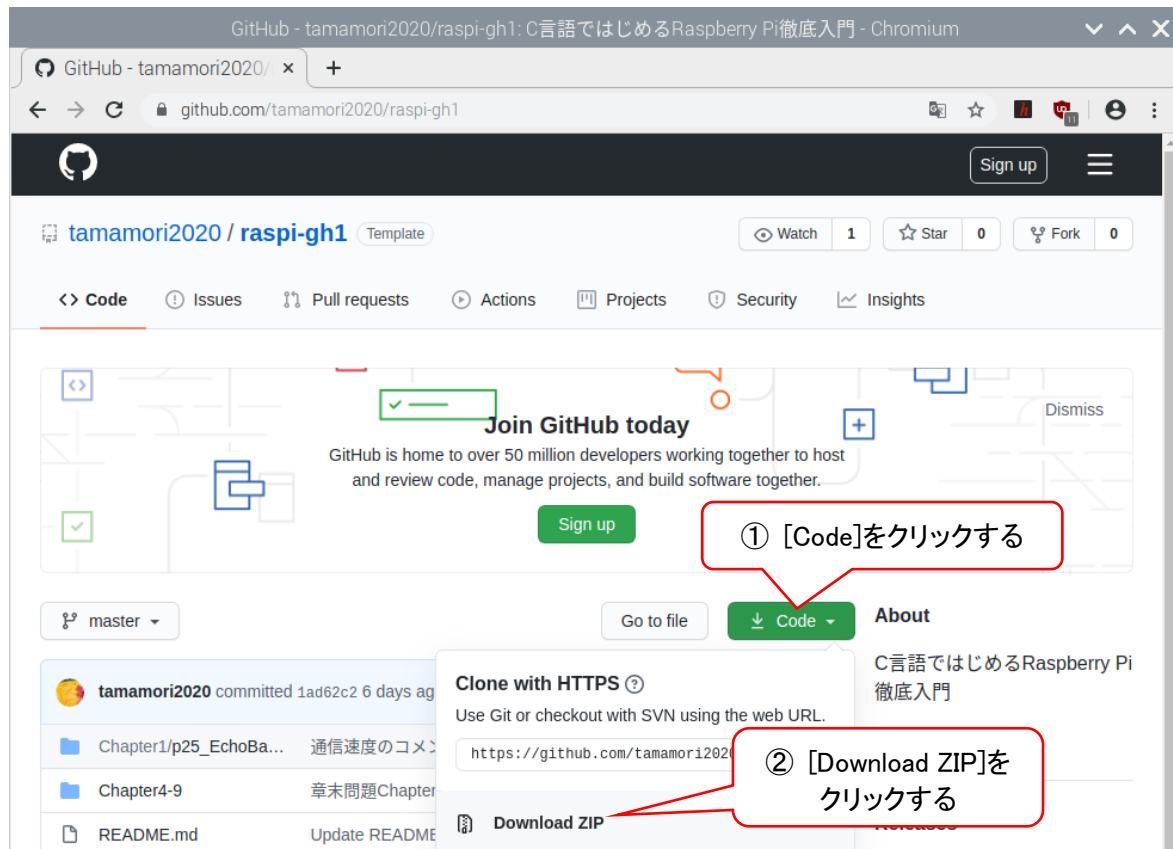 GitHub - tamamori2020/raspi-gh1: C言語ではじめるRaspberry Pi徹底入門 - Chromium
GitHub - tamamori2020/
github.com/tamamori2020/raspi-gh1
11
Sign up
tamamori2020 / raspi-gh1 Template
Watch 1 Star 0 Fork 0
Code Issues Pull requests Actions Projects Security Insights
Dismiss
Join GitHub today
GitHub is home to over 50 million developers working together to host
and review code, manage projects, and build software together.
Sign up
① [Code]をクリックする
master Go to file Code About
C言語ではじめるRaspberry Pi
徹底入門
tamamori2020 committed 1ad62c2 6 days ag
Clone with HTTPS
Use Git or checkout with SVN using the web URL.
https://github.com/tamamori202
Chapter1/p25_EchoBa... 通信速度のコメン
Chapter4-9 章末問題Chapter
② [Download ZIP]を
クリックする
README.md Update README
Download ZIP
Releases